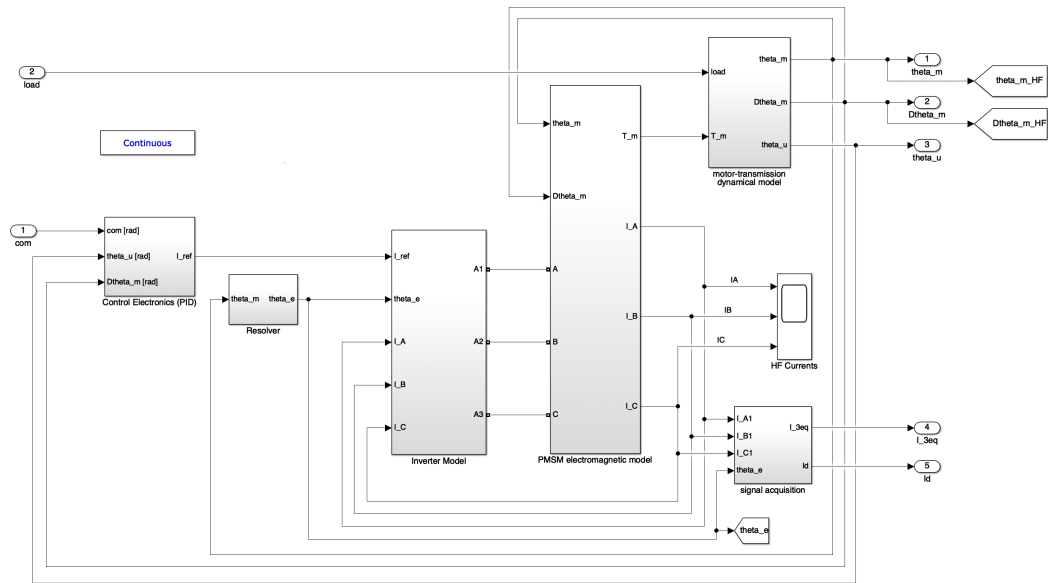 2
load
Continuous
1
com
com [rad]
theta_u [rad]
Dtheta_m [rad]
I_ref
Control Electronics (PID)
theta_m
theta_e
Resolver
I_ref
theta_e
I_A
I_B
I_C
A1
A2
A3
Inverter Model
theta_m
Dtheta_m
A
B
C
T_m
I_A
I_B
I_C
PMSM electromagnetic model
load
T_m
theta_m
Dtheta_m
theta_u
motor-transmission
dynamical model
1
theta_m
theta_m_HF
2
Dtheta_m
Dtheta_m_HF
3
theta_u
IA
IB
IC
HF Currents
I_A1
I_B1
I_C1
theta_e
I_3eq
Id
signal acquisition
4
I_3eq
5
Id
theta_e